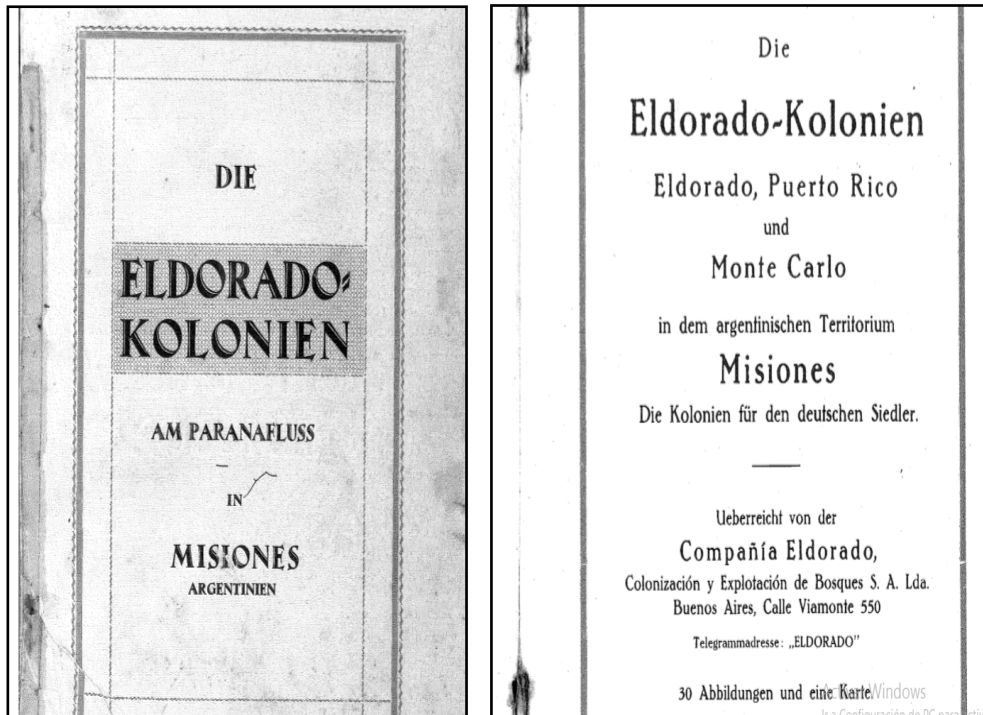 DIE
ELDORADO-
KOLONIEN
AM PARANAFLUSS
IN
MISIONES
ARGENTINIEN
Die
Eldorado-Kolonien
Eldorado, Puerto Rico
und
Monte Carlo
in dem argentinischen Territorium
Misiones
Die Kolonien für den deutschen Siedler.
Ueberreicht von der
Compañía Eldorado,
Colonización y Explotación de Bosques S. A. Lda.
Buenos Aires, Calle Viamonte 550
Telegrammadresse: „ELDORADO”
30 Abbildungen und eine Karte.
Windows